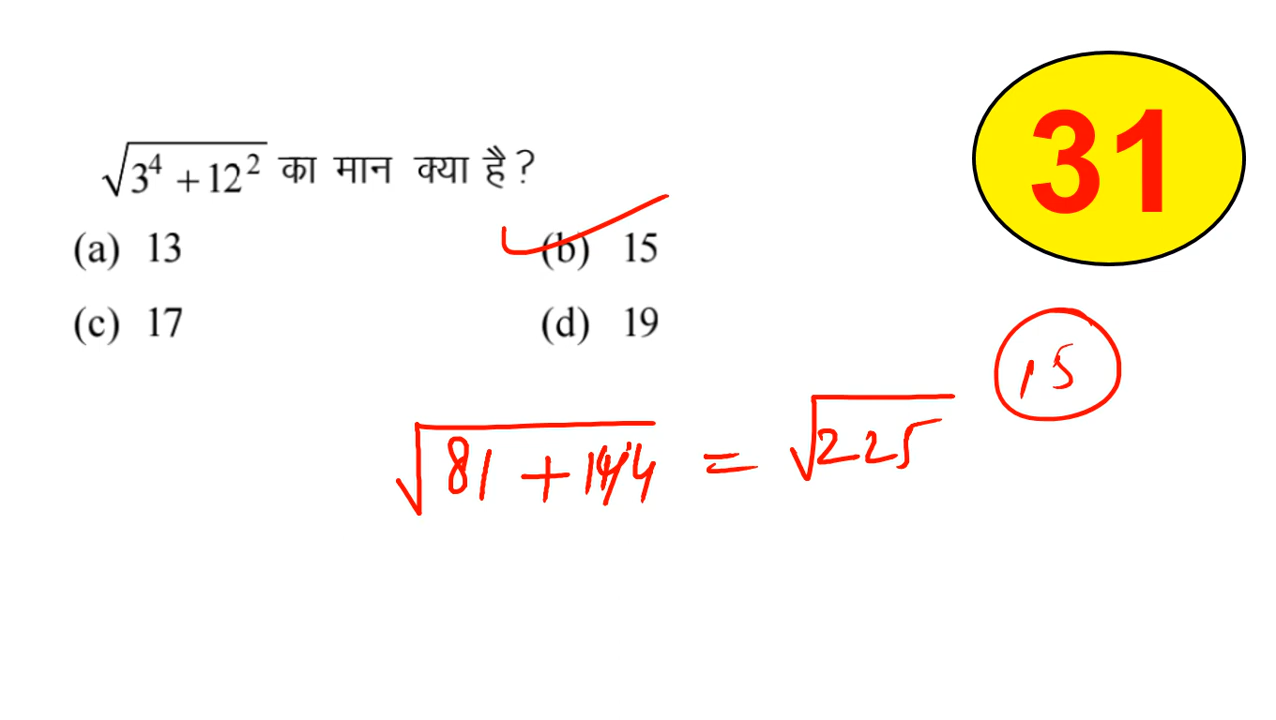 31
√3⁴ + 12² का मान क्या है ?
(a) 13
(b) 15
(c) 17
(d) 19
15
√81 + 144 = √225